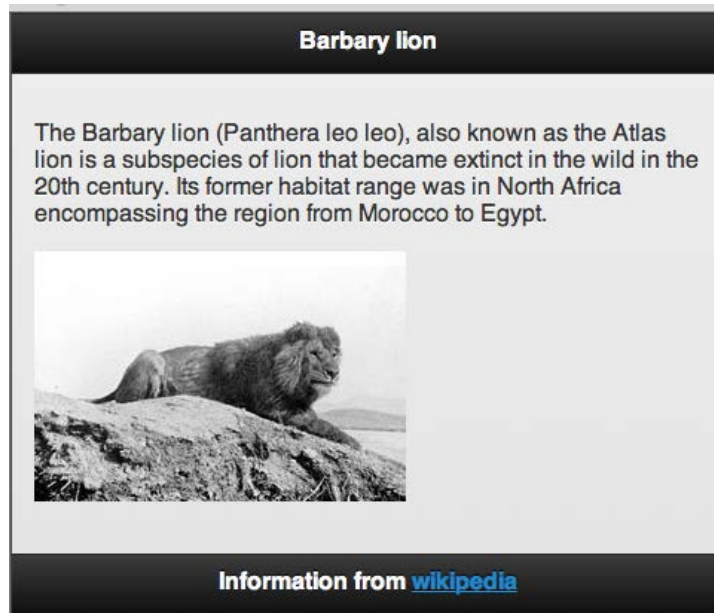 Barbary lion
The Barbary lion (Panthera leo leo), also known as the Atlas
lion is a subspecies of lion that became extinct in the wild in the
20th century. Its former habitat range was in North Africa
encompassing the region from Morocco to Egypt.
Information from wikipedia